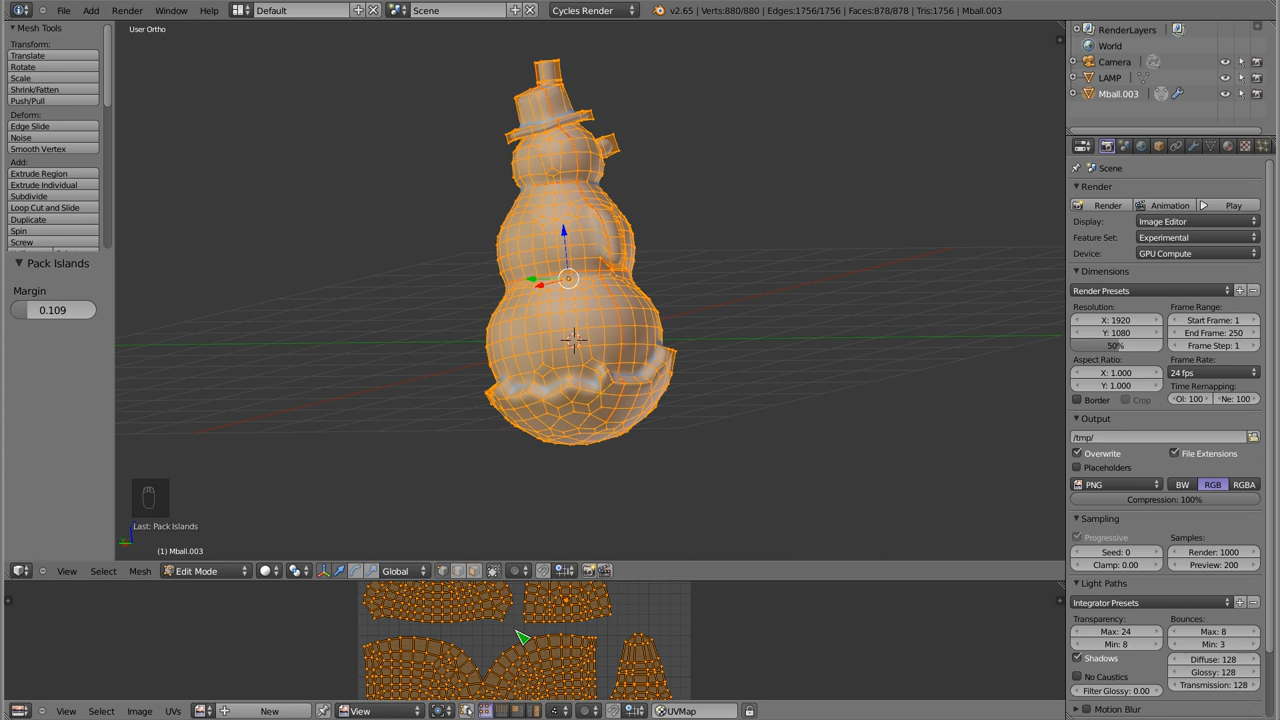 File Render Window Help Default Scene Cycles Render v2.65 | Verts:880/880 | Edges:1756/1756 | Faces:878/878 | Tris:1756 | Mball.003
Mesh Tools
Transform:
Translate
Rotate
Scale
Shrink/Fatten
Push/Pull
Deform:
Edge Slide
Noise
Smooth Vertex
Add:
Extrude Region
Extrude Individual
Subdivide
Loop Cut and Slide
Duplicate
Spin
Screw
Pack Islands
Margin
0.109
User Ortho
Last: Pack Islands
(1) Mball.003
View Select Mesh Edit Mode Global
View Select Image UVs New View UVMap
RenderLayers
World
Camera
LAMP
Mball.003
Scene
Render
Render Animation Play
Display: Image Editor
Feature Set: Experimental
Device: GPU Compute
Dimensions
Render Presets
Resolution: Frame Range:
X: 1920 Start Frame: 1
Y: 1080 End Frame: 250
50% Frame Step: 1
Aspect Ratio: Frame Rate:
X: 1.000 24 fps
Y: 1.000 Time Remapping:
Border Crop Ol: 100 Ne: 100
Output
/tmp/
Overwrite File Extensions
Placeholders
PNG BW RGB RGBA
Compression: 100%
Sampling
Progressive Samples:
Seed: 0 Render: 1000
Clamp: 0.00 Preview: 200
Light Paths
Integrator Presets
Transparency: Bounces:
Max: 24 Max: 8
Min: 8 Min: 3
Shadows Diffuse: 128
No Caustics Glossy: 128
Filter Glossy: 0.00 Transmission: 128
Motion Blur